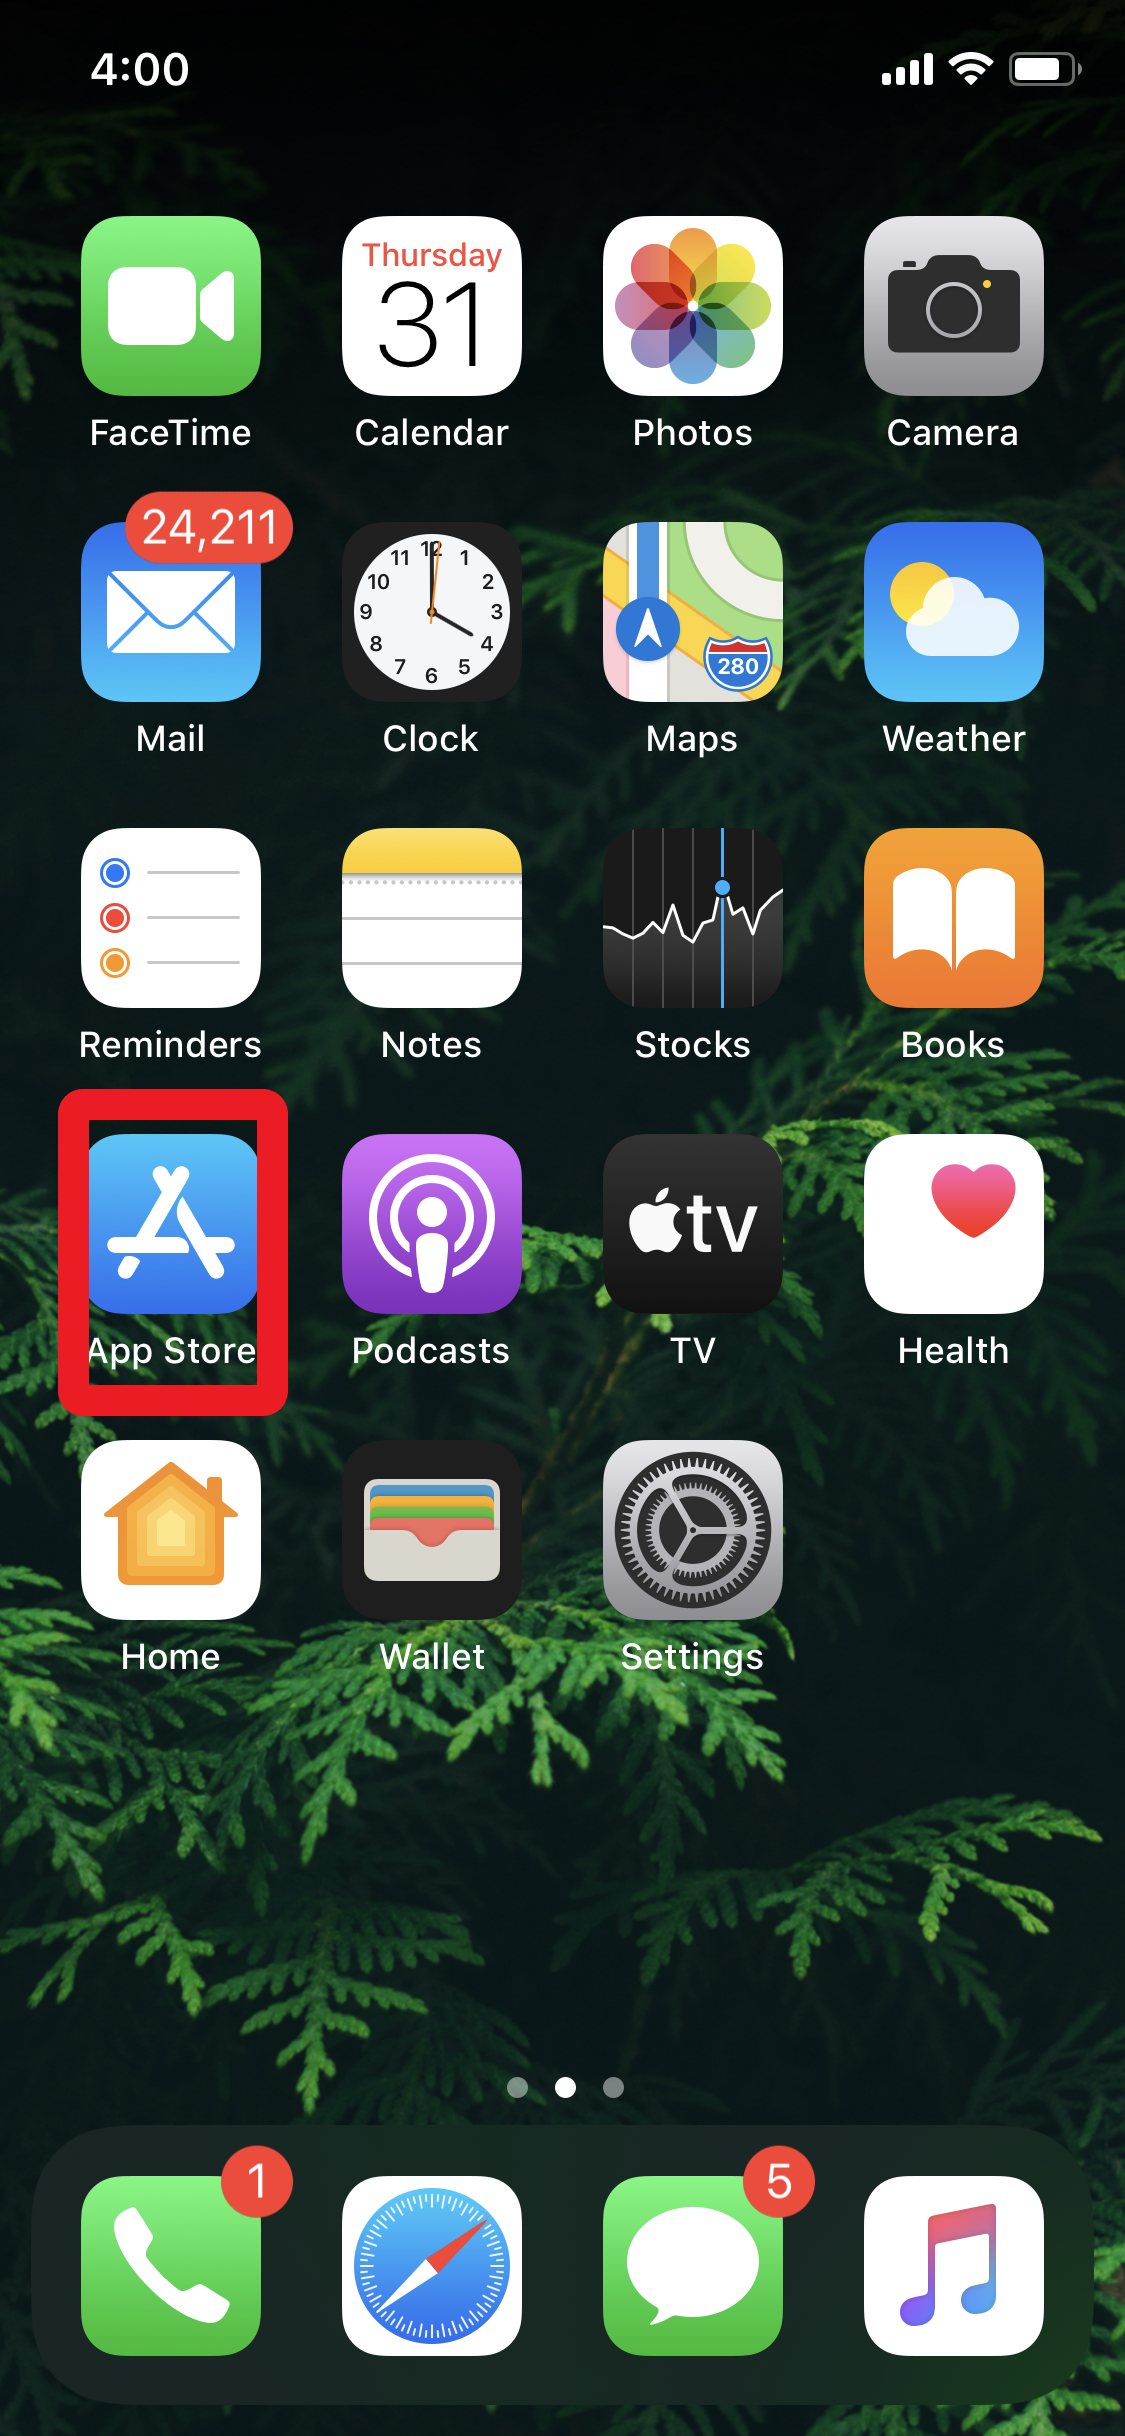 4:00
Thursday
31
FaceTime
Calendar
Photos
Camera
24,211
11 12 1
10 2
9 3
8 4
7 6 5
280
Mail
Clock
Maps
Weather
Reminders
Notes
Stocks
Books
tv
App Store
Podcasts
TV
Health
Home
Wallet
Settings
1
5